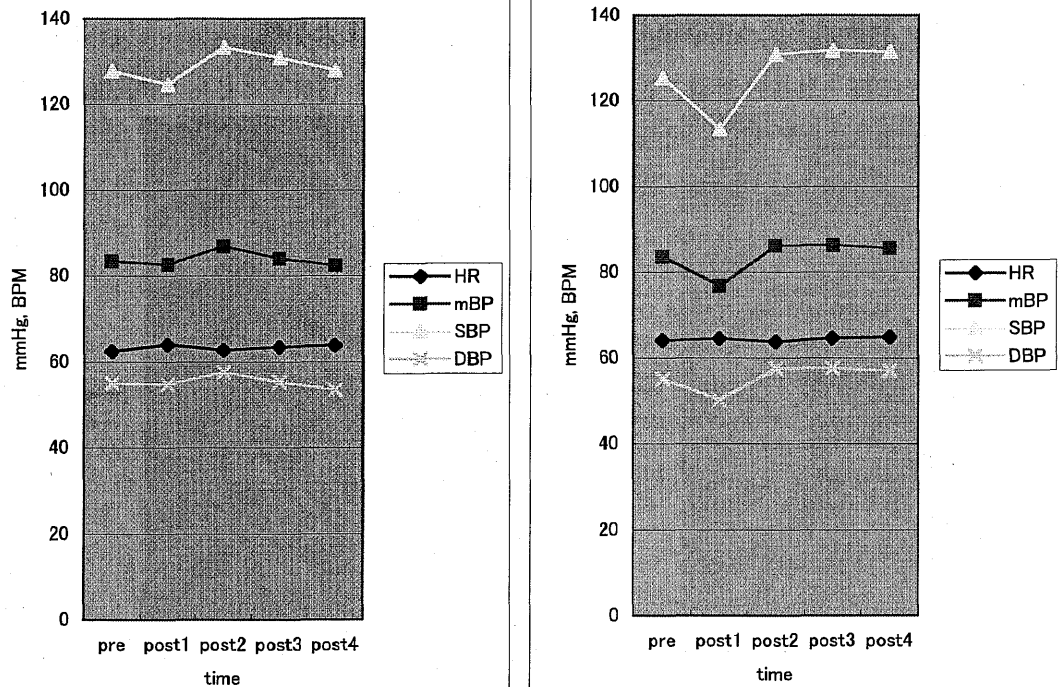 140
120
100
80
60
40
20
0
mmHg, BPM
pre post1 post2 post3 post4
time
HR
mBP
SBP
DBP
140
120
100
80
60
40
20
0
mmHg, BPM
pre post1 post2 post3 post4
time
HR
mBP
SBP
DBP